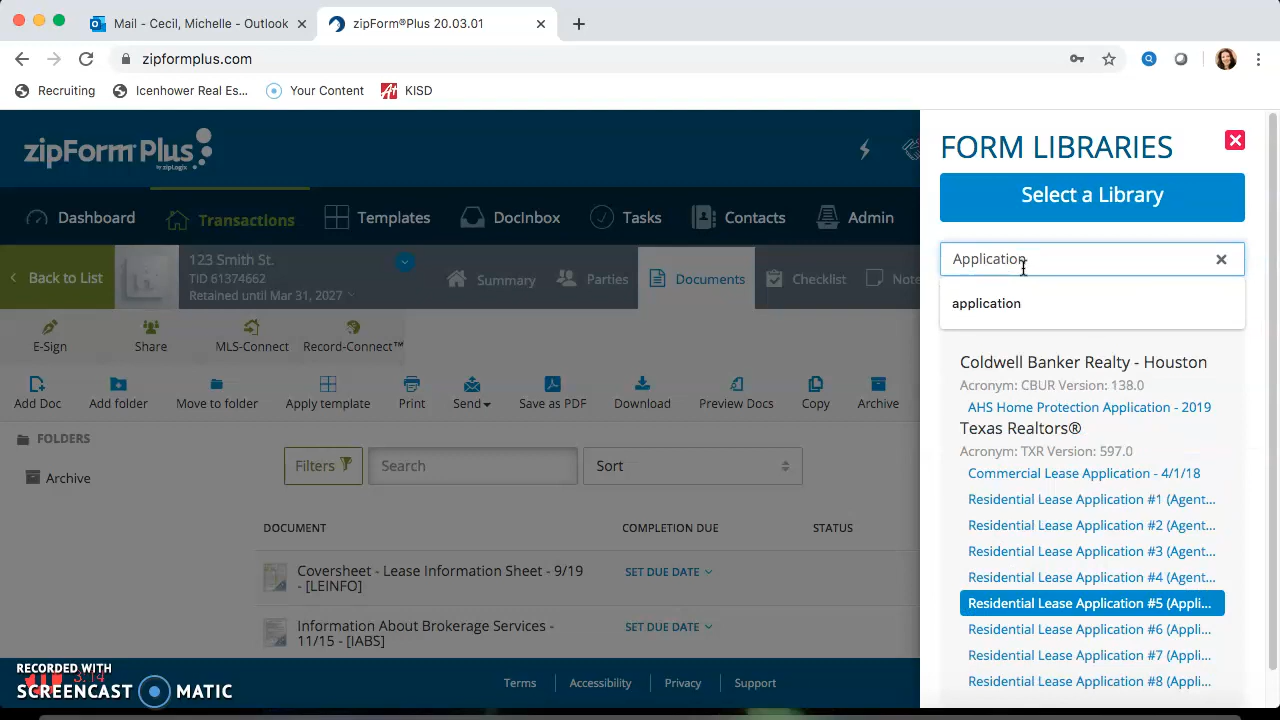 Mail - Cecil, Michelle - Outlook
zipForm®Plus 20.03.01
zipformplus.com
Recruiting
Icenhower Real Es...
Your Content
KISD
zipForm Plus
by zipLogix
FORM LIBRARIES
Select a Library
Dashboard
Transactions
Templates
DocInbox
Tasks
Contacts
Admin
Back to List
123 Smith St.
TID 61374662
Retained until Mar 31, 2027
Summary
Parties
Documents
Checklist
Note
Application
application
E-Sign
Share
MLS-Connect
Record-Connect™
Add Doc
Add folder
Move to folder
Apply template
Print
Send
Save as PDF
Download
Preview Docs
Copy
Archive
Coldwell Banker Realty - Houston
Acronym: CBUR Version: 138.0
AHS Home Protection Application - 2019
Texas Realtors®
Acronym: TXR Version: 597.0
Commercial Lease Application - 4/1/18
Residential Lease Application #1 (Agent...
Residential Lease Application #2 (Agent...
Residential Lease Application #3 (Agent...
Residential Lease Application #4 (Agent...
Residential Lease Application #5 (Appli...
Residential Lease Application #6 (Appli...
Residential Lease Application #7 (Appli...
Residential Lease Application #8 (Appli...
FOLDERS
Archive
Filters
Search
Sort
DOCUMENT
COMPLETION DUE
STATUS
Coversheet - Lease Information Sheet - 9/19
- [LEINFO]
SET DUE DATE
Information About Brokerage Services -
11/15 - [IABS]
SET DUE DATE
Terms
Accessibility
Privacy
Support
RECORDED WITH
SCREENCAST MATIC
3:14